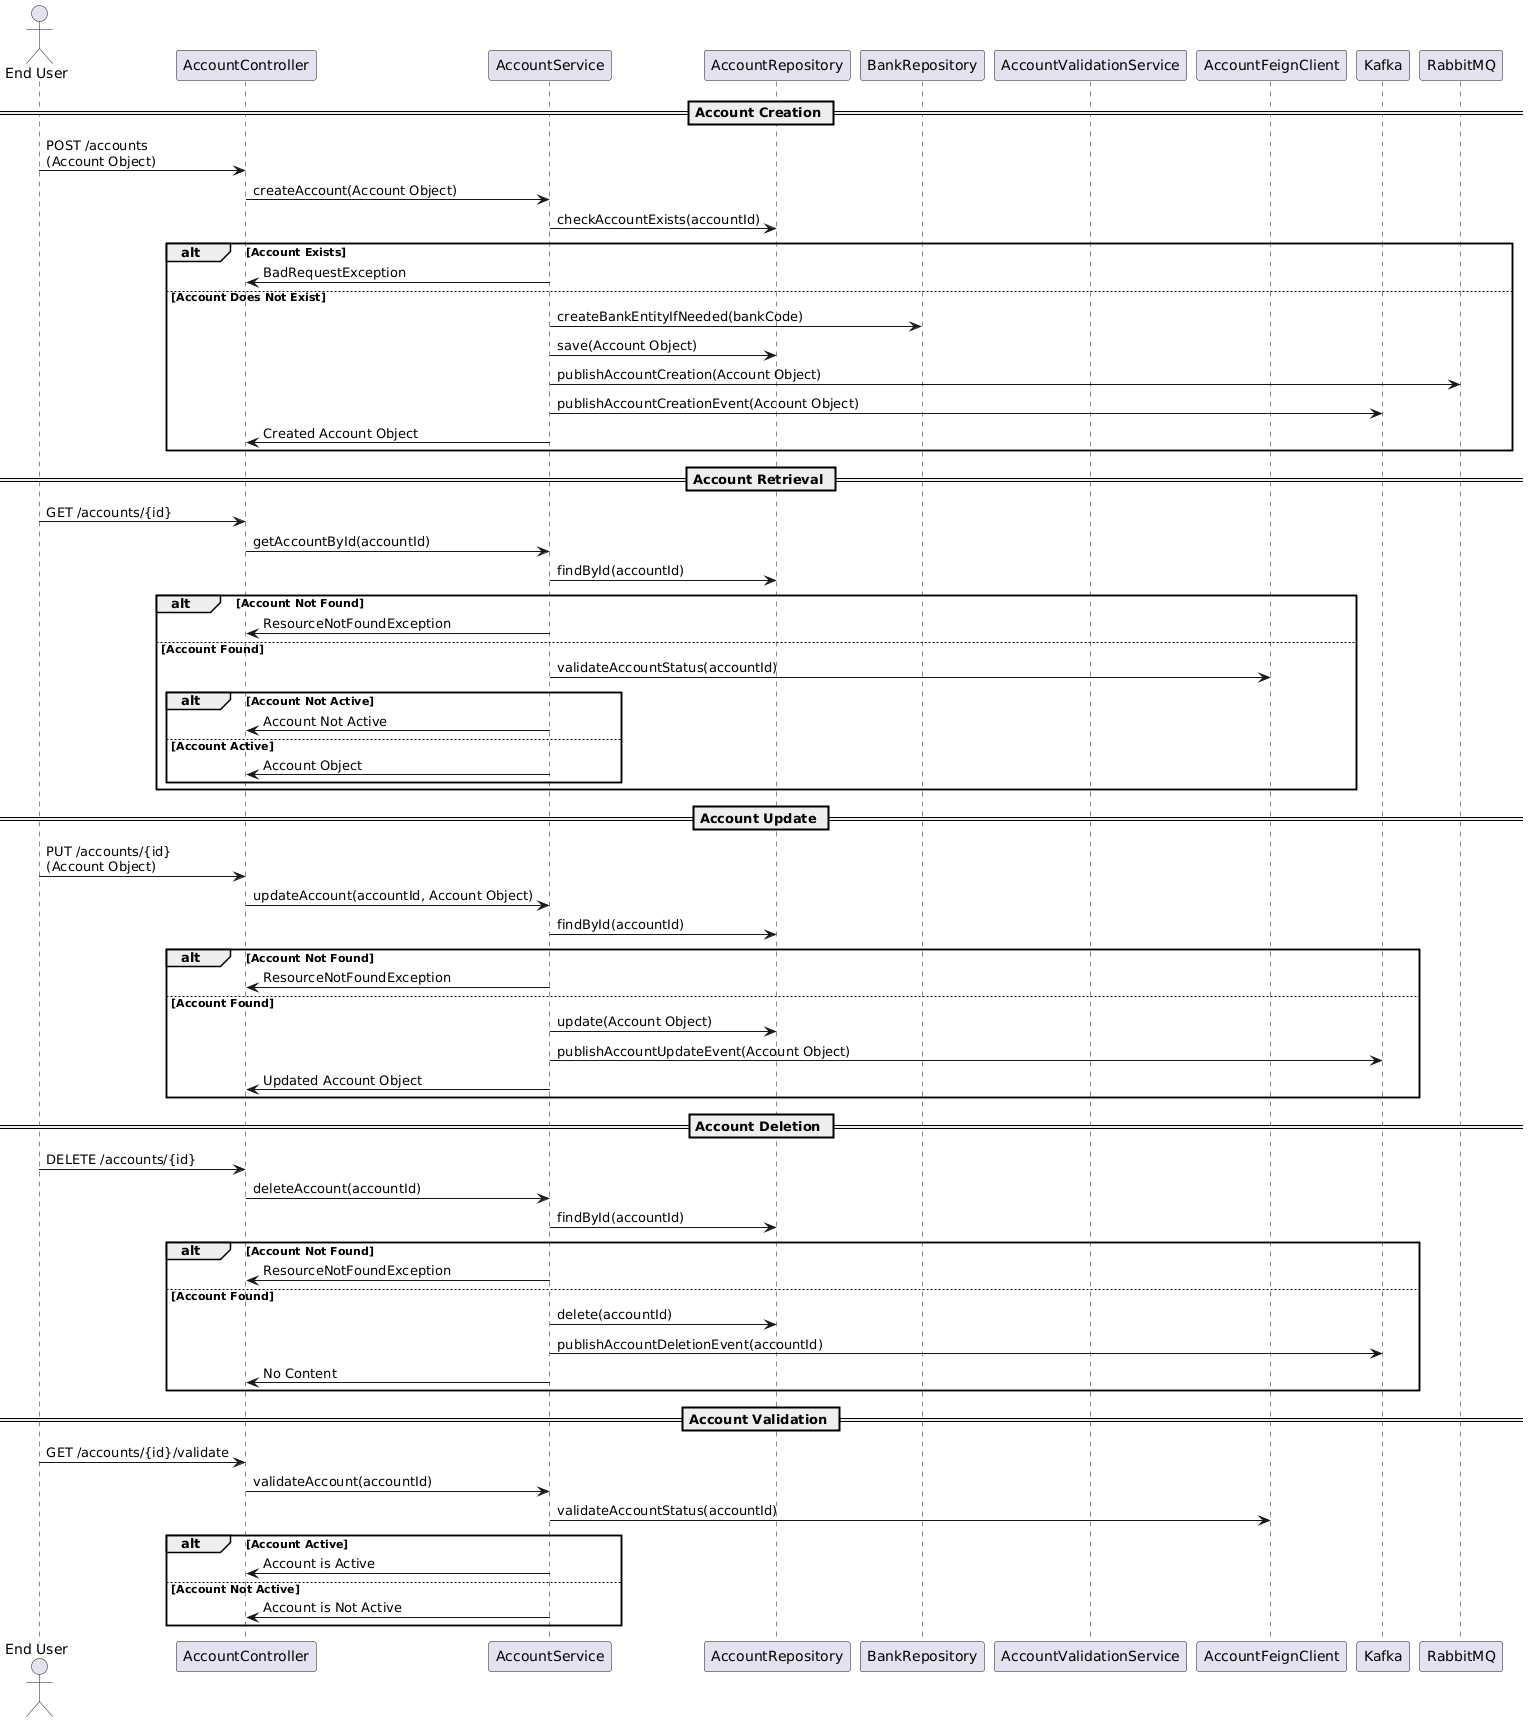 End User
AccountController
AccountService
AccountRepository
BankRepository
AccountValidationService
AccountFeignClient
Kafka
RabbitMQ
Account Creation
POST /accounts
(Account Object)
createAccount(Account Object)
checkAccountExists(accountId)
alt
[Account Exists]
BadRequestException
[Account Does Not Exist]
createBankEntityIfNeeded(bankCode)
save(Account Object)
publishAccountCreation(Account Object)
publishAccountCreationEvent(Account Object)
Created Account Object
Account Retrieval
GET /accounts/{id}
getAccountById(accountId)
findById(accountId)
alt
[Account Not Found]
ResourceNotFoundException
[Account Found]
validateAccountStatus(accountId)
alt
[Account Not Active]
Account Not Active
[Account Active]
Account Object
Account Update
PUT /accounts/{id}
(Account Object)
updateAccount(accountId, Account Object)
findById(accountId)
alt
[Account Not Found]
ResourceNotFoundException
[Account Found]
update(Account Object)
publishAccountUpdateEvent(Account Object)
Updated Account Object
Account Deletion
DELETE /accounts/{id}
deleteAccount(accountId)
findById(accountId)
alt
[Account Not Found]
ResourceNotFoundException
[Account Found]
delete(accountId)
publishAccountDeletionEvent(accountId)
No Content
Account Validation
GET /accounts/{id}/validate
validateAccount(accountId)
validateAccountStatus(accountId)
alt
[Account Active]
Account is Active
[Account Not Active]
Account is Not Active
End User
AccountController
AccountService
AccountRepository
BankRepository
AccountValidationService
AccountFeignClient
Kafka
RabbitMQ